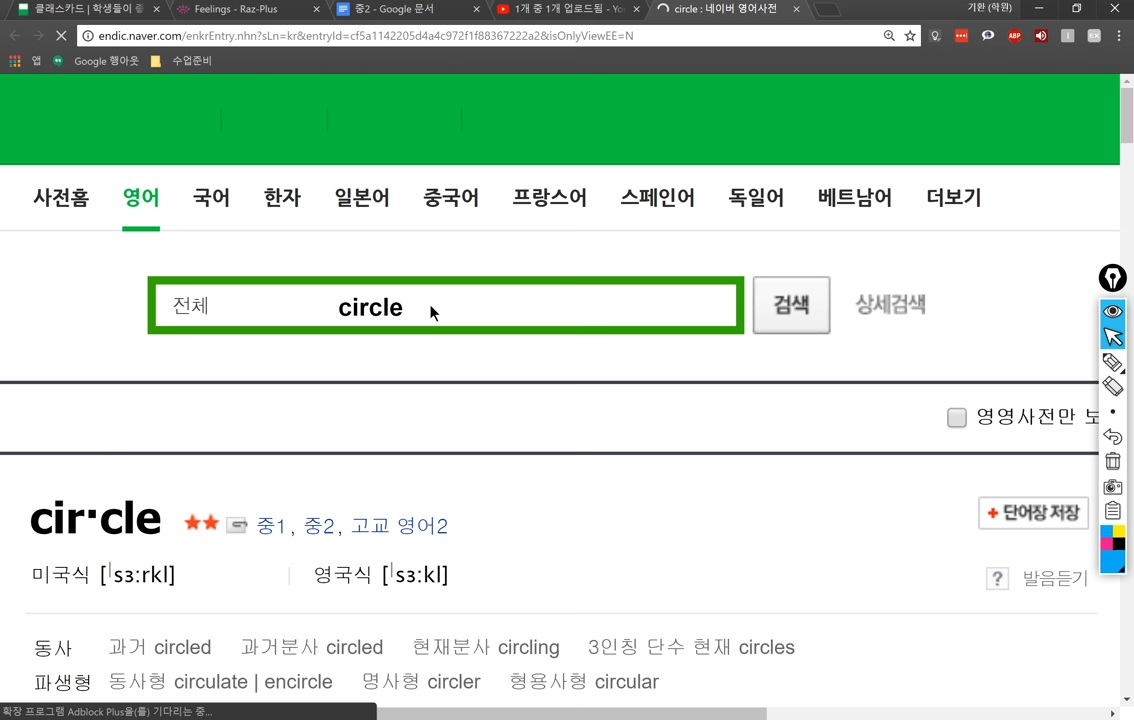 클래스카드 | 학생들이 좋
Feelings - Raz-Plus
중2 - Google 문서
1개 중 1개 업로드됨 - Yo
circle : 네이버 영어사전
기환 (학원)
endic.naver.com/enkrEntry.nhn?sLn=kr&entryId=cf5a1142205d4a4c972f1f88367222a2&isOnlyViewEE=N
ABP
앱
Google 행아웃
수업준비
사전홈 영어 국어 한자 일본어 중국어 프랑스어 스페인어 독일어 베트남어 더보기
전체 circle 검색 상세검색
영영사전만 보
cir·cle 중1, 중2, 고교 영어2 + 단어장 저장
미국식 [ˈsɜːrkl] | 영국식 [ˈsɜːkl] ? 발음듣기
동사 과거 circled 과거분사 circled 현재분사 circling 3인칭 단수 현재 circles
파생형 동사형 circulate | encircle 명사형 circler 형용사형 circular
확장 프로그램 Adblock Plus을(를) 기다리는 중...